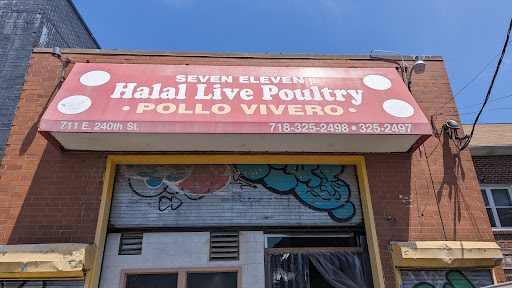 SEVEN ELEVEN
Halal Live Poultry
• POLLO VIVERO •
711 E. 240th St. 718-325-2498 • 325-2497